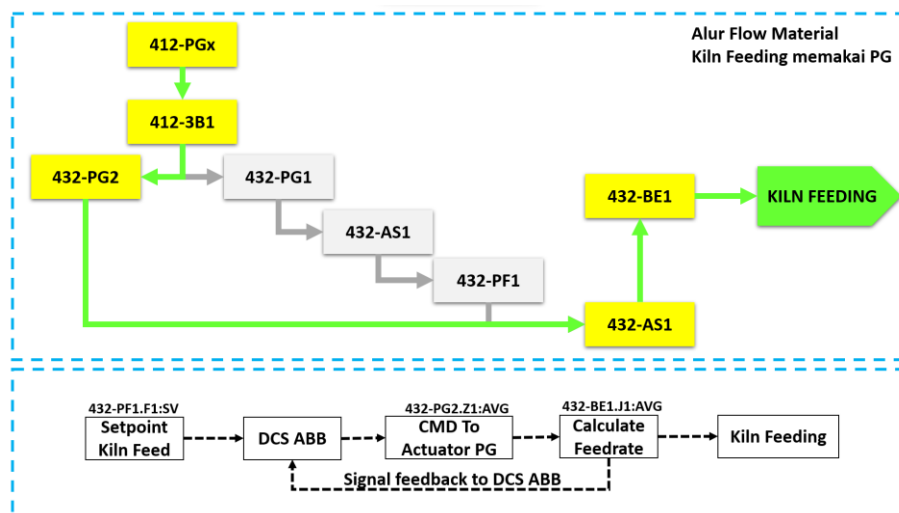 Alur Flow Material
Kiln Feeding memakai PG
412-PGx
412-3B1
432-PG2
432-PG1
432-AS1
432-PF1
432-BE1
KILN FEEDING
432-AS1
432-PF1.F1:SV
Setpoint
Kiln Feed
DCS ABB
432-PG2.Z1:AVG
CMD To
Actuator PG
432-BE1.J1:AVG
Calculate
Feedrate
Kiln Feeding
Signal feedback to DCS ABB